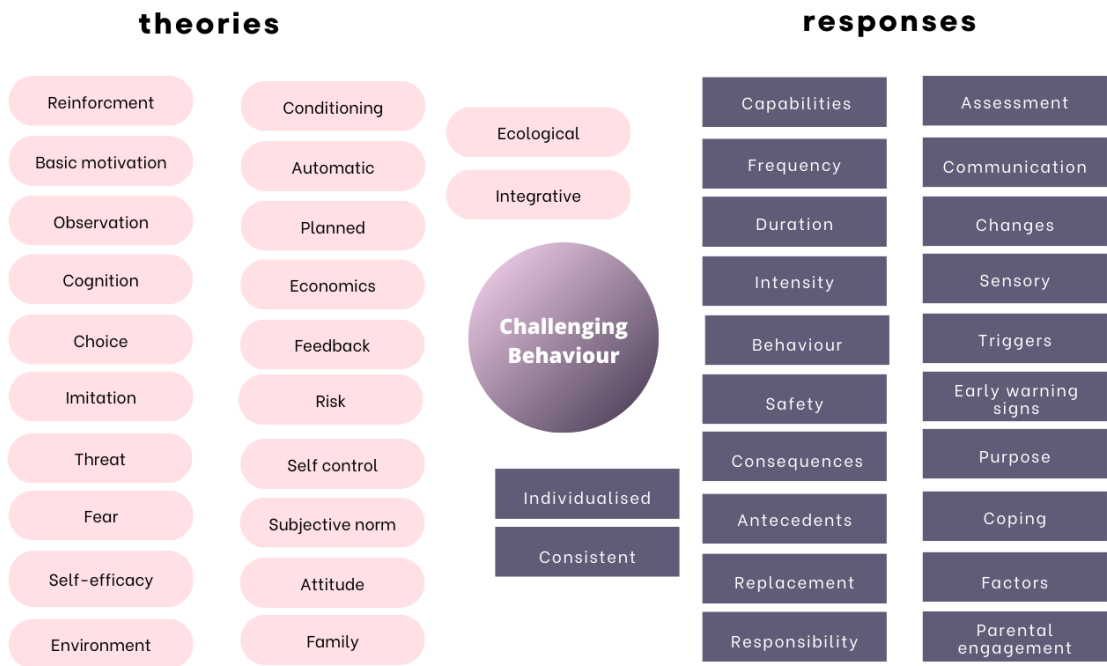 theories
responses
Reinforcment
Basic motivation
Observation
Cognition
Choice
Imitation
Threat
Fear
Self-efficacy
Environment
Conditioning
Automatic
Planned
Economics
Feedback
Risk
Self control
Subjective norm
Attitude
Family
Ecological
Integrative
Challenging
Behaviour
Individualised
Consistent
Capabilities
Frequency
Duration
Intensity
Behaviour
Safety
Consequences
Antecedents
Replacement
Responsibility
Assessment
Communication
Changes
Sensory
Triggers
Early warning
signs
Purpose
Coping
Factors
Parental
engagement